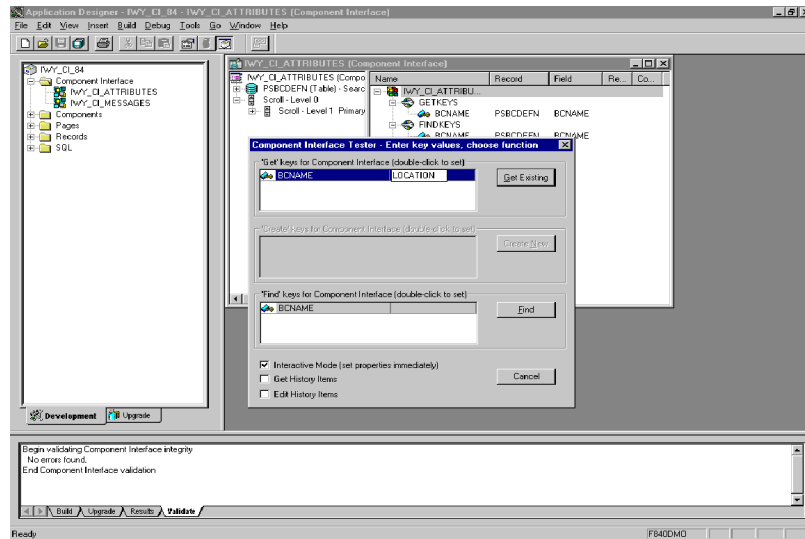 Application Designer - IWY_CI_84 - IWY_CI_ATTRIBUTES (Component Interface)
File Edit View Insert Build Debug Tools Go Window Help
IWY_CI_84
Component Interface
IWY_CI_ATTRIBUTES
IWY_CI_MESSAGES
Components
Pages
Records
SQL
Development
Upgrade
IWY_CI_ATTRIBUTES (Component Interface)
IWY_CI_ATTRIBUTES (Compo
PSBCDEFN (Table) - Searc
Scroll - Level 0
Scroll - Level 1 Primary
Name Record Field Re... Co...
IWY_CI_ATTRIBU...
GETKEYS
BCNAME PSBCDEFN BCNAME
FINDKEYS
BCNAME PSBCDEFN BCNAME
Component Interface Tester - Enter key values, choose function
'Get' keys for Component Interface (double-click to set)
BCNAME LOCATION
Get Existing
'Create' keys for Component Interface (double-click to set)
Create New
'Find' keys for Component Interface (double-click to set)
BCNAME
Find
Interactive Mode (set properties immediately)
Get History Items
Edit History Items
Cancel
Begin validating Component Interface integrity
No errors found.
End Component Interface validation
Build Upgrade Results Validate
Ready
F840DMO